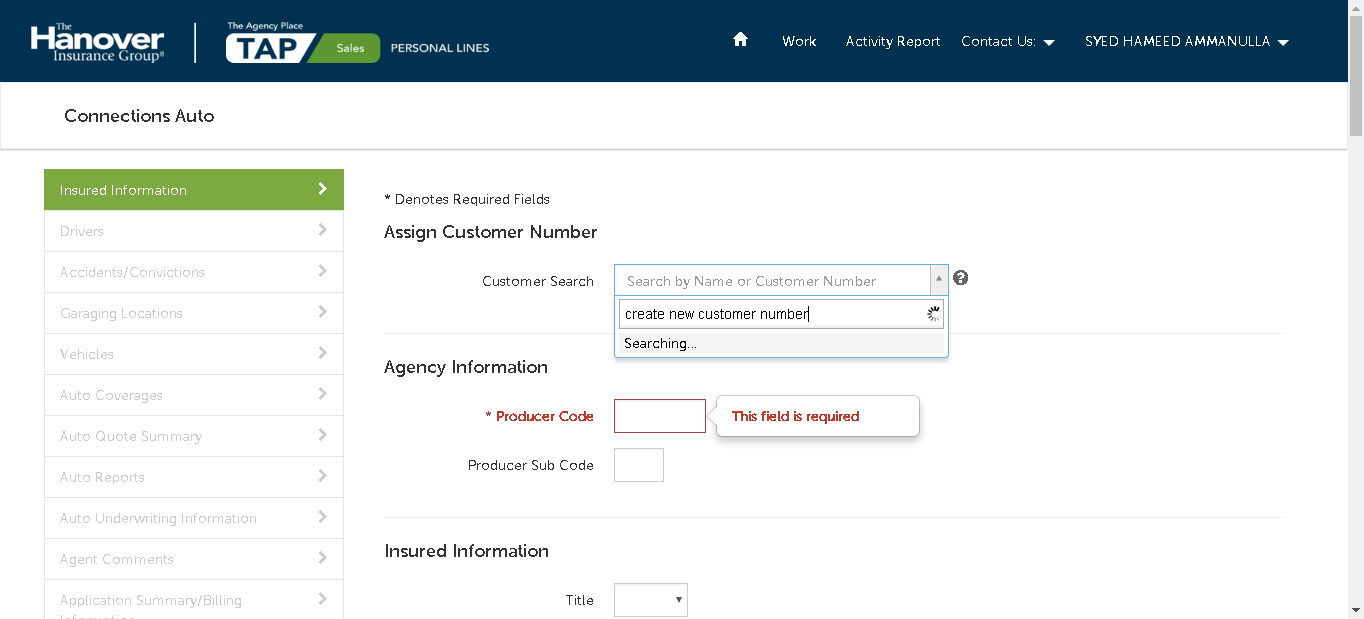 The
Hanover
Insurance Group®
The Agency Place
TAP Sales PERSONAL LINES
Work
Activity Report
Contact Us:
SYED HAMEED AMMANULLA
Connections Auto
Insured Information
Drivers
Accidents/Convictions
Garaging Locations
Vehicles
Auto Coverages
Auto Quote Summary
Auto Reports
Auto Underwriting Information
Agent Comments
Application Summary/Billing
Information
* Denotes Required Fields
Assign Customer Number
Customer Search
Search by Name or Customer Number
?
create new customer number
Searching...
Agency Information
* Producer Code
This field is required
Producer Sub Code
Insured Information
Title